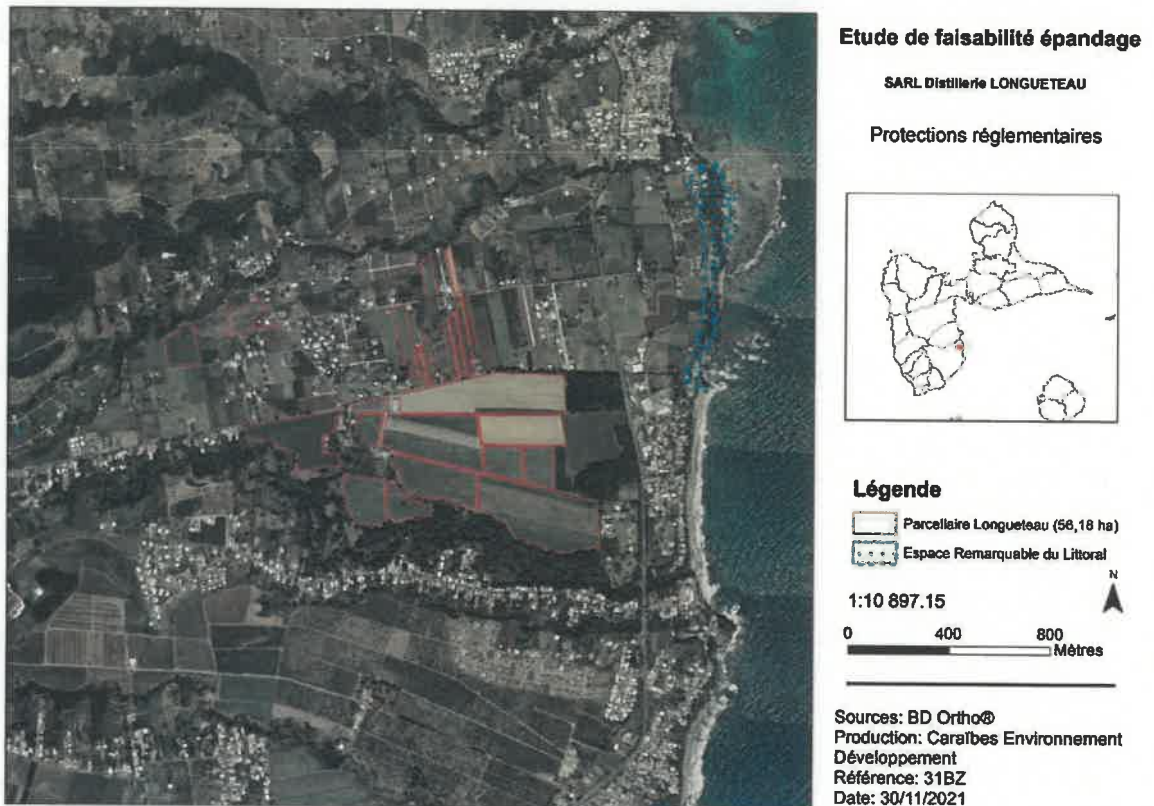 Etude de faisabilité épandage
SARL Distillerie LONGUETEAU
Protections réglementaires
Légende
Parcellaire Longueteau (56,18 ha)
Espace Remarquable du Littoral
N
1:10 897.15
0 400 800
Mètres
Sources: BD Ortho®
Production: Caraïbes Environnement
Développement
Référence: 31BZ
Date: 30/11/2021